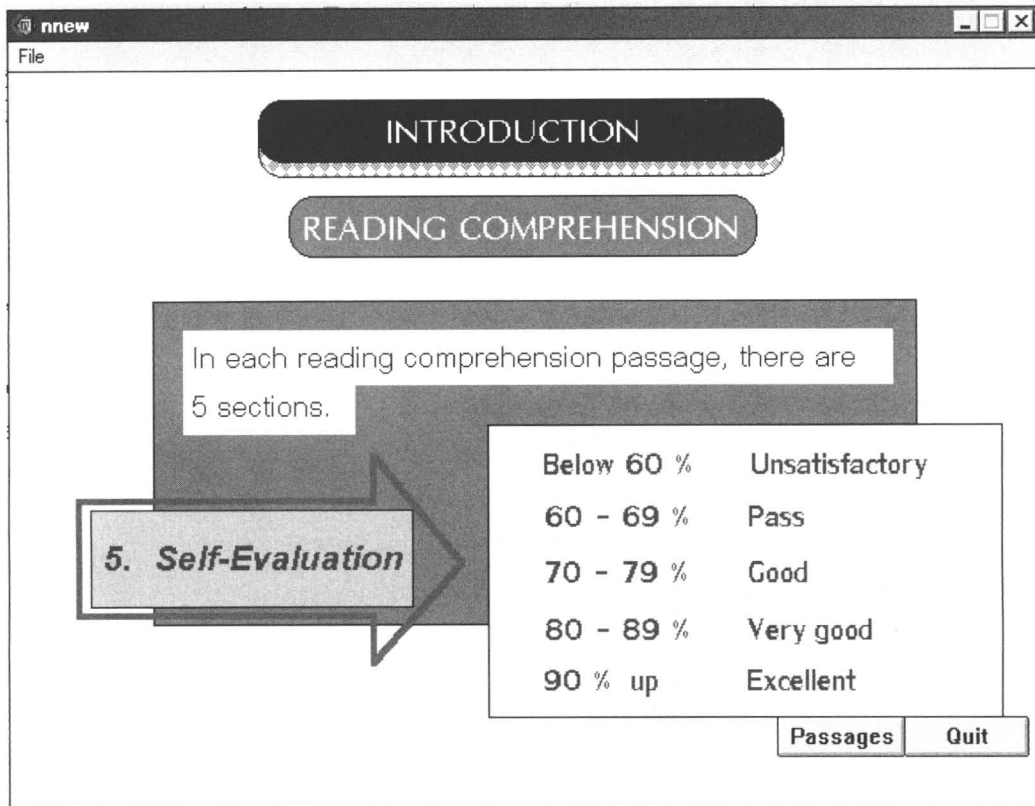 nnew
File
INTRODUCTION
READING COMPREHENSION
In each reading comprehension passage, there are
5 sections.
5. Self-Evaluation
Below 60 % Unsatisfactory
60 - 69 % Pass
70 - 79 % Good
80 - 89 % Very good
90 % up Excellent
Passages Quit